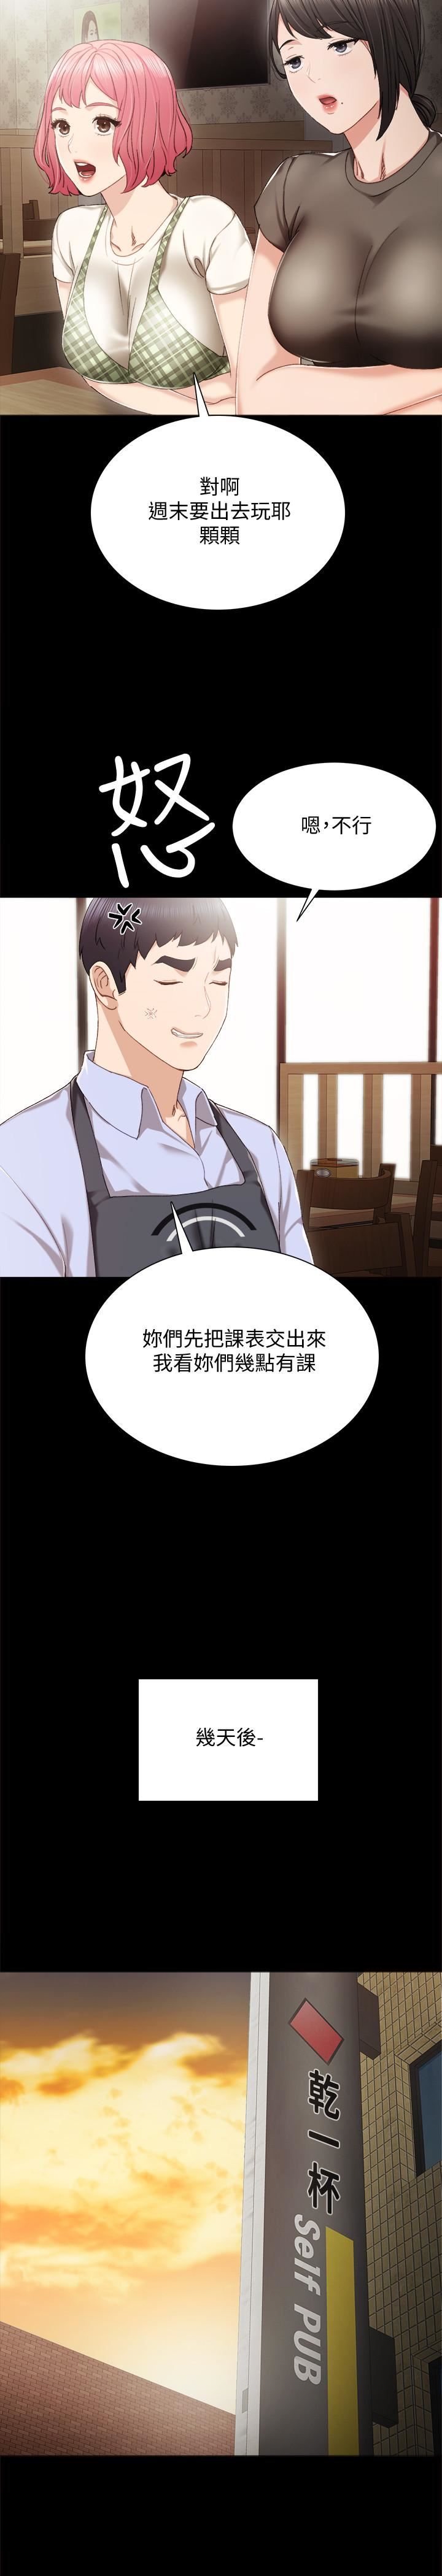 對啊
週末要出去玩耶
顆顆
怒
嗯，不行
妳們先把課表交出來
我看妳們幾點有課
幾天後-
乾一杯
Self PUB